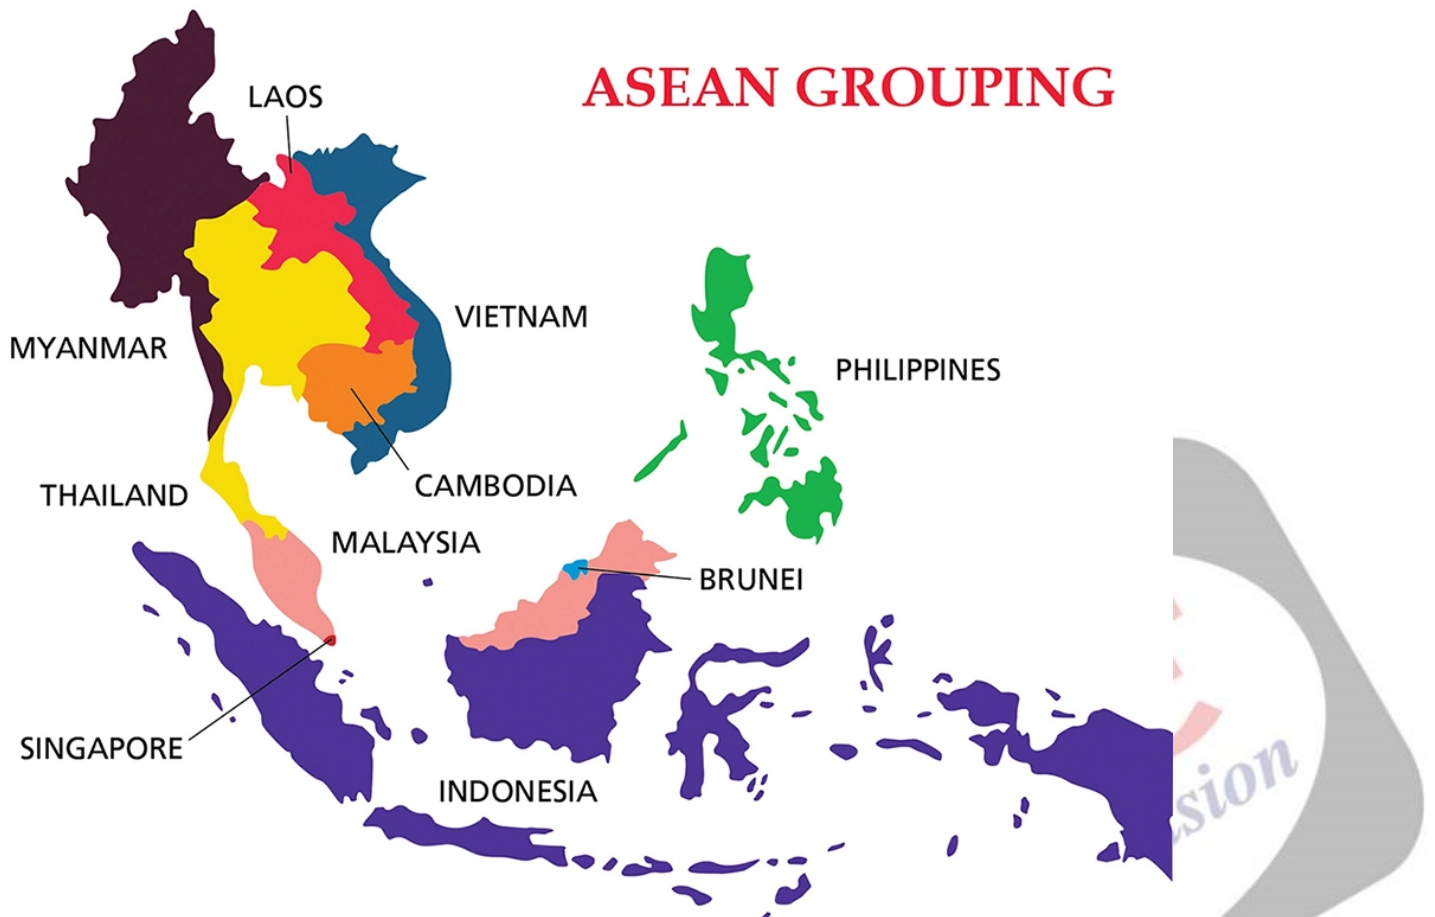 ASEAN GROUPING
LAOS
VIETNAM
MYANMAR
PHILIPPINES
CAMBODIA
THAILAND
MALAYSIA
BRUNEI
SINGAPORE
INDONESIA